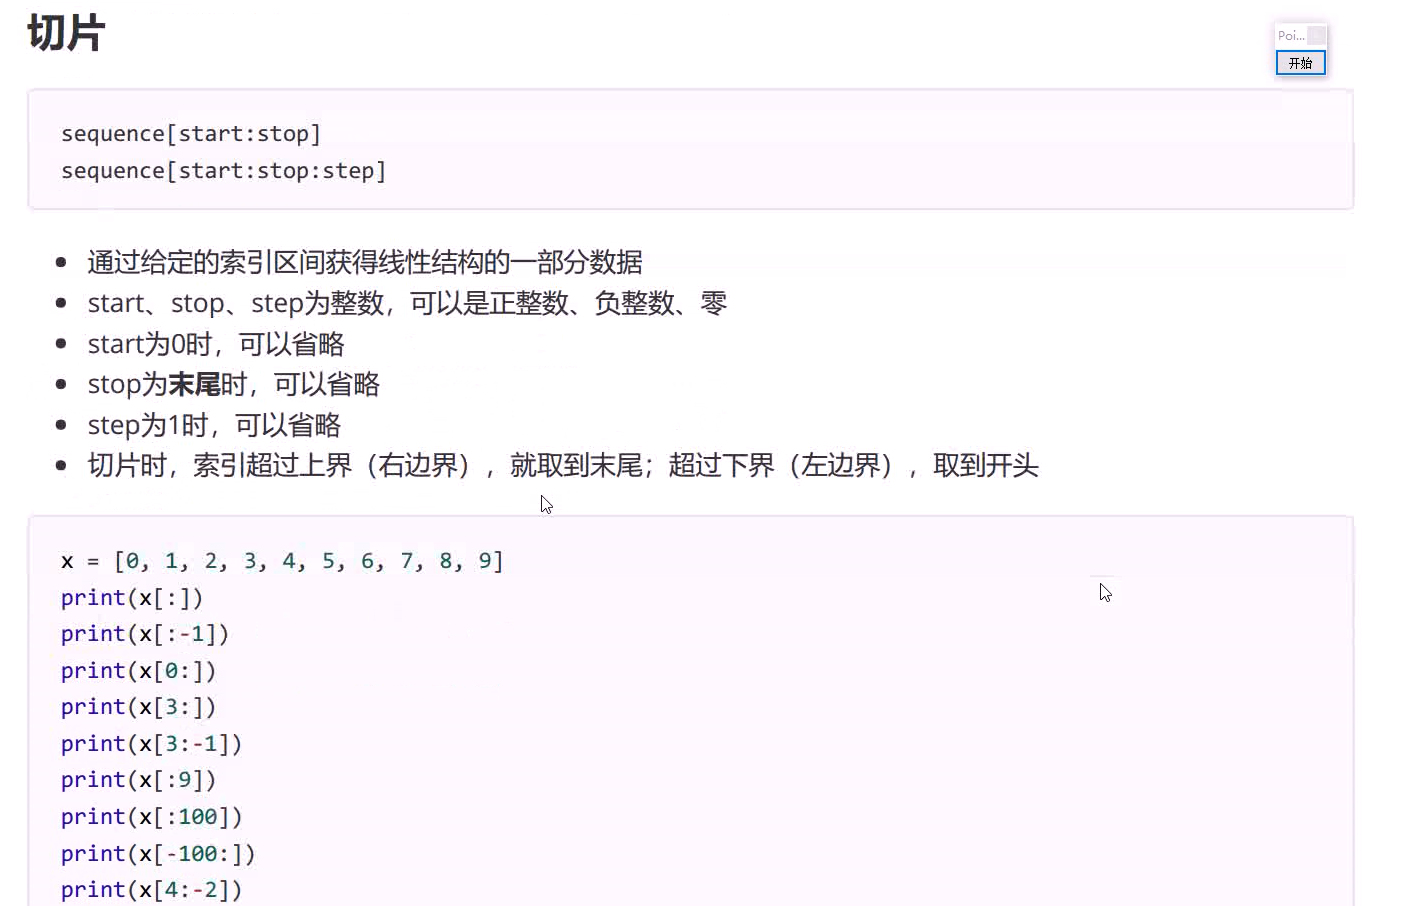 切片
Poi...
开始
sequence[start:stop]
sequence[start:stop:step]
通过给定的索引区间获得线性结构的一部分数据
start、stop、step为整数，可以是正整数、负整数、零
start为0时，可以省略
stop为末尾时，可以省略
step为1时，可以省略
切片时，索引超过上界（右边界），就取到末尾；超过下界（左边界），取到开头
x = [0, 1, 2, 3, 4, 5, 6, 7, 8, 9]
print(x[:])
print(x[:-1])
print(x[0:])
print(x[3:])
print(x[3:-1])
print(x[:9])
print(x[:100])
print(x[-100:])
print(x[4:-2])